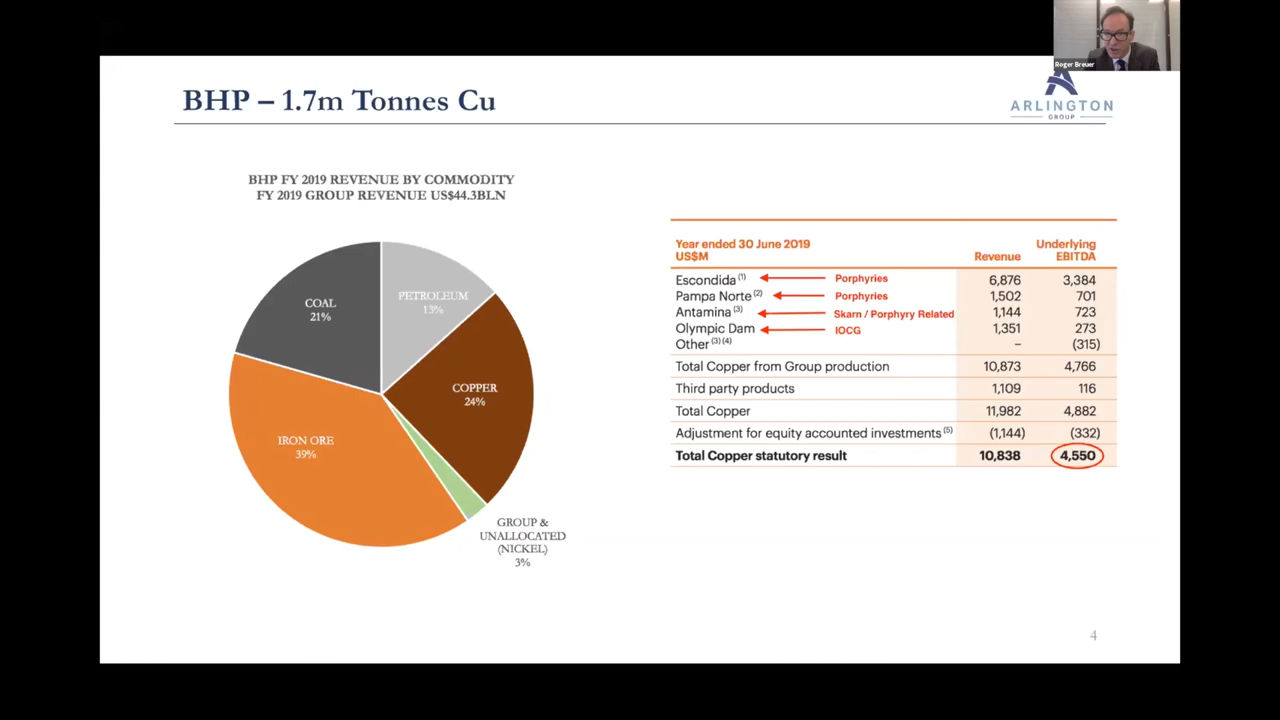 Roger Breuer
BHP – 1.7m Tonnes Cu
ARLINGTON
GROUP
BHP FY 2019 REVENUE BY COMMODITY
FY 2019 GROUP REVENUE US$44.3BLN
COAL
21%
PETROLEUM
13%
COPPER
24%
IRON ORE
39%
GROUP &
UNALLOCATED
(NICKEL)
3%
Year ended 30 June 2019 Underlying
US$M Revenue EBITDA
Escondida (1) Porphyries 6,876 3,384
Pampa Norte (2) Porphyries 1,502 701
Antamina (3) Skarn / Porphyry Related 1,144 723
Olympic Dam IOCG 1,351 273
Other (3) (4) – (315)
Total Copper from Group production 10,873 4,766
Third party products 1,109 116
Total Copper 11,982 4,882
Adjustment for equity accounted investments (5) (1,144) (332)
Total Copper statutory result 10,838 4,550
4